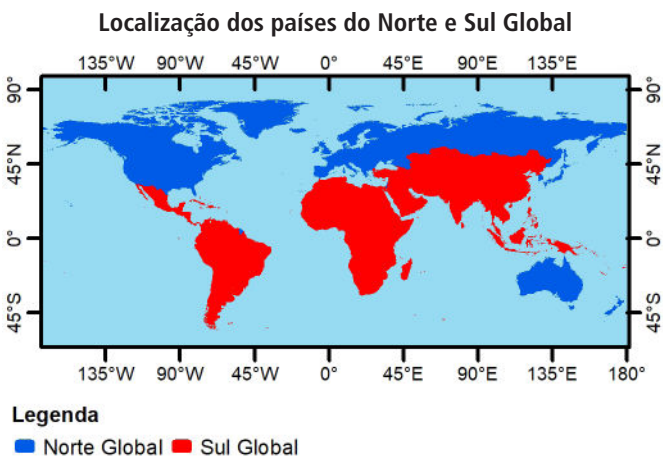 Localização dos países do Norte e Sul Global
135°W 90°W 45°W 0° 45°E 90°E 135°E
90° 90°
45°N 45°N
0° 0°
45°S 45°S
135°W 90°W 45°W 0° 45°E 90°E 135°E 180°
Legenda
Norte Global Sul Global